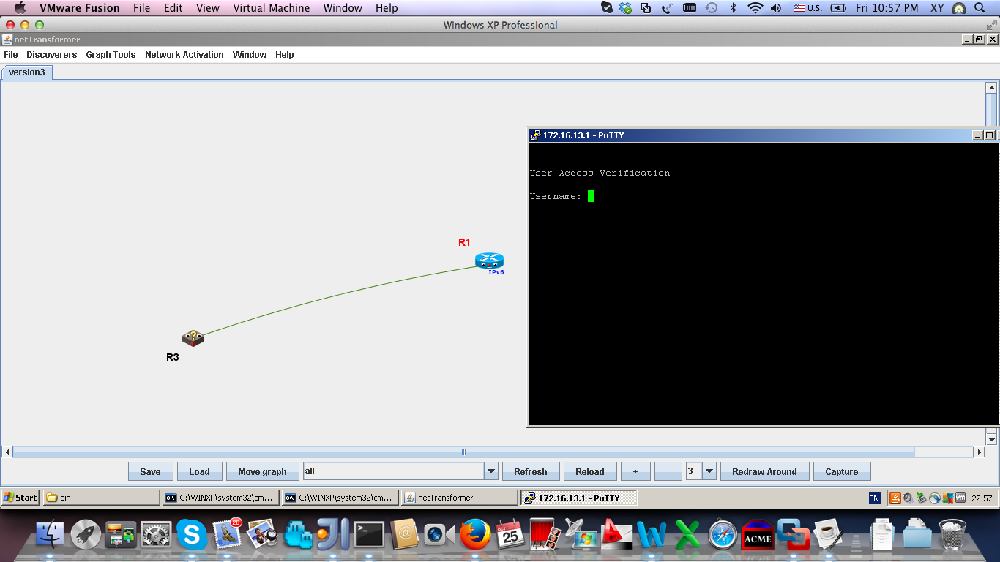 VMware Fusion File Edit View Virtual Machine Window Help U.S. Fri 10:57 PM XY
Windows XP Professional
netTransformer
File Discoverers Graph Tools Network Activation Window Help
version3
172.16.13.1 - PuTTY
User Access Verification
Username:
R1
IPv6
R3
Save Load Move graph all Refresh Reload + - 3 Redraw Around Capture
Start bin C:\WINXP\system32\cm... C:\WINXP\system32\cm... netTransformer 172.16.13.1 - PuTTY EN vm 22:57
26
OCT
25
ACME